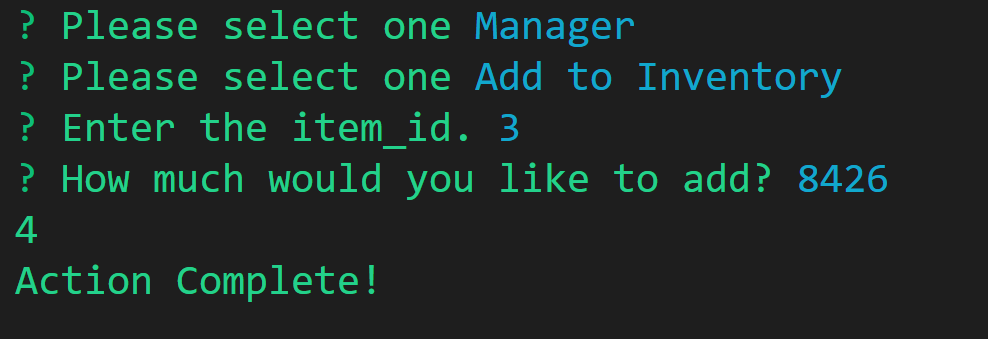 ? Please select one Manager
? Please select one Add to Inventory
? Enter the item_id. 3
? How much would you like to add? 8426
4
Action Complete!